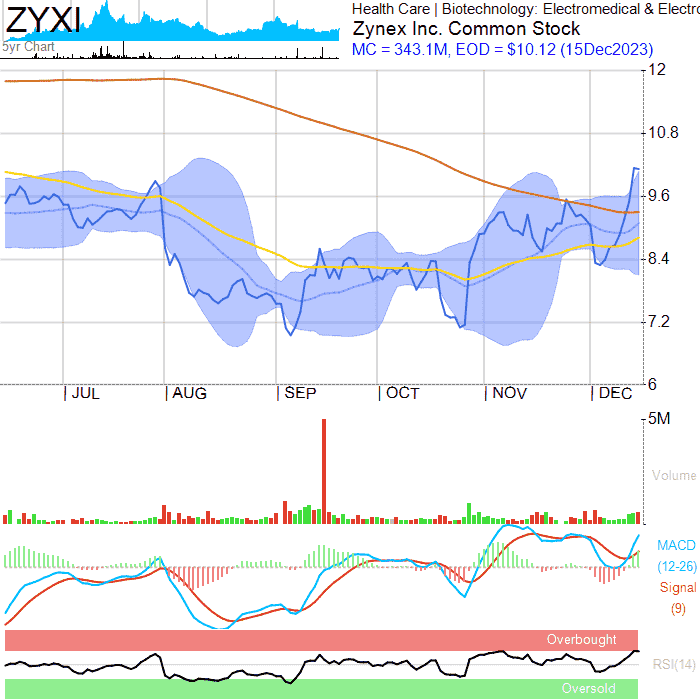 ZYXI
5yr Chart
Health Care | Biotechnology: Electromedical & Electro
Zynex Inc. Common Stock
MC = 343.1M, EOD = $10.12 (15Dec2023)
12
10.8
9.6
8.4
7.2
6
JUL AUG SEP OCT NOV DEC
5M
Volume
MACD
(12-26)
Signal
(9)
Overbought
RSI(14)
Oversold